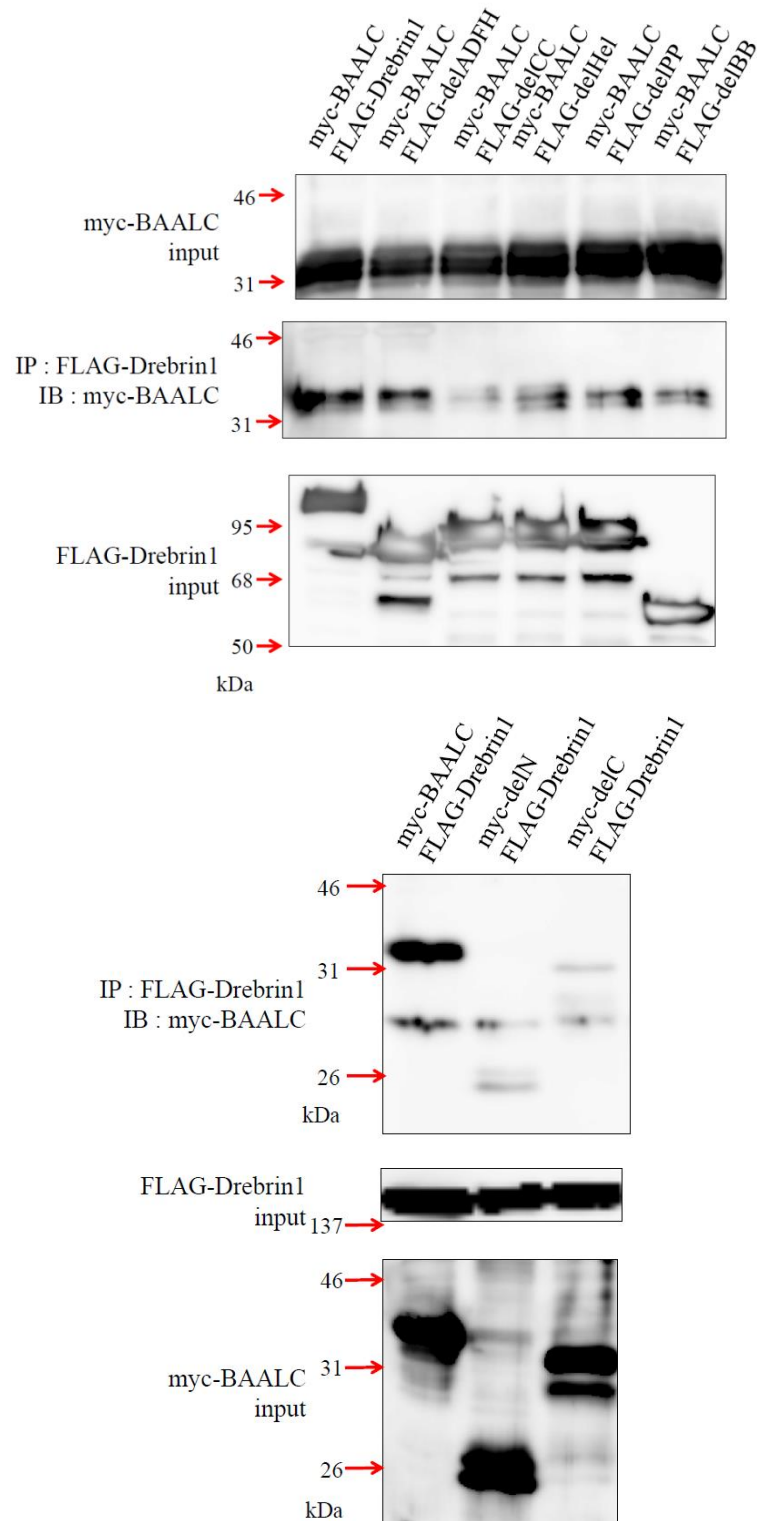 myc-BAALC
FLAG-Drebrin1
myc-BAALC
FLAG-delADFH
myc-BAALC
FLAG-delCC
myc-BAALC
FLAG-delHel
myc-BAALC
FLAG-delPP
myc-BAALC
FLAG-delBB
46
myc-BAALC
input
31
46
IP : FLAG-Drebrin1
IB : myc-BAALC
31
95
FLAG-Drebrin1
68
input
50
kDa
myc-BAALC
FLAG-Drebrin1
myc-delN
FLAG-Drebrin1
myc-delC
FLAG-Drebrin1
46
31
IP : FLAG-Drebrin1
IB : myc-BAALC
26
kDa
FLAG-Drebrin1
input
137
46
31
myc-BAALC
input
26
kDa